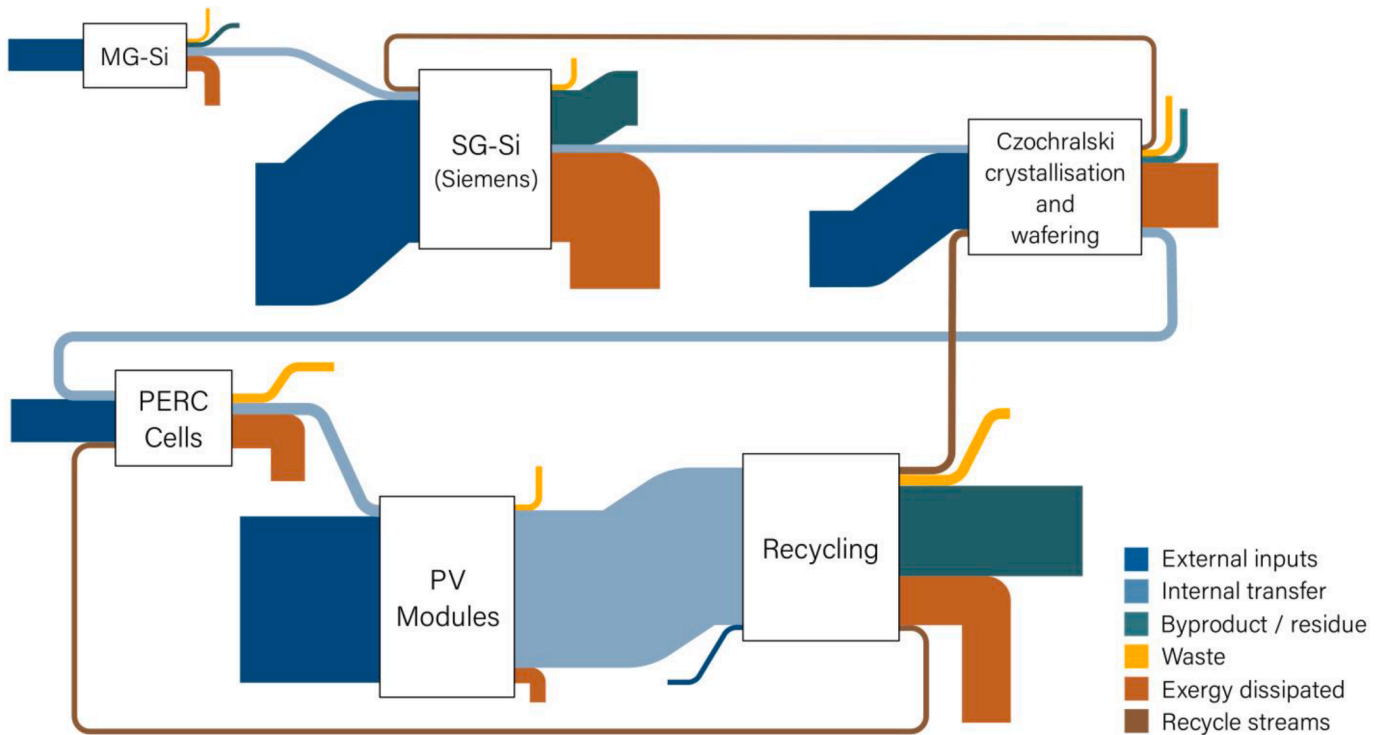 MG-Si
SG-Si
(Siemens)
Czochralski
crystallisation
and
wafering
PERC
Cells
PV
Modules
Recycling
External inputs
Internal transfer
Byproduct / residue
Waste
Exergy dissipated
Recycle streams